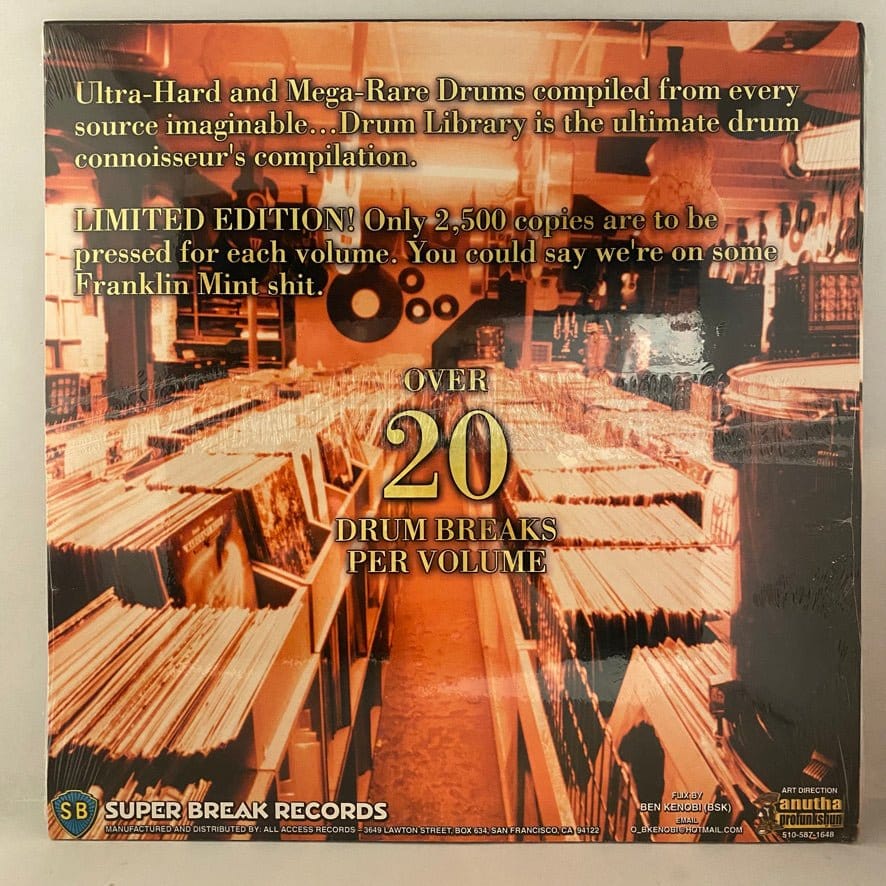 Ultra-Hard and Mega-Rare Drums compiled from every
source imaginable...Drum Library is the ultimate drum
connoisseur's compilation.
LIMITED EDITION! Only 2,500 copies are to be
pressed for each volume. You could say we're on some
Franklin Mint shit.
OVER
20
DRUM BREAKS
PER VOLUME
SB SUPER BREAK RECORDS
MANUFACTURED AND DISTRIBUTED BY: ALL ACCESS RECORDS – 3649 LAWTON STREET, BOX 634, SAN FRANCISCO, CA 94122
FLIX BY
BEN KENOBI (BSK)
EMAIL
O_BKENOBI@HOTMAIL.COM
ART DIRECTION
anutha
profunkshun
510-587-1648